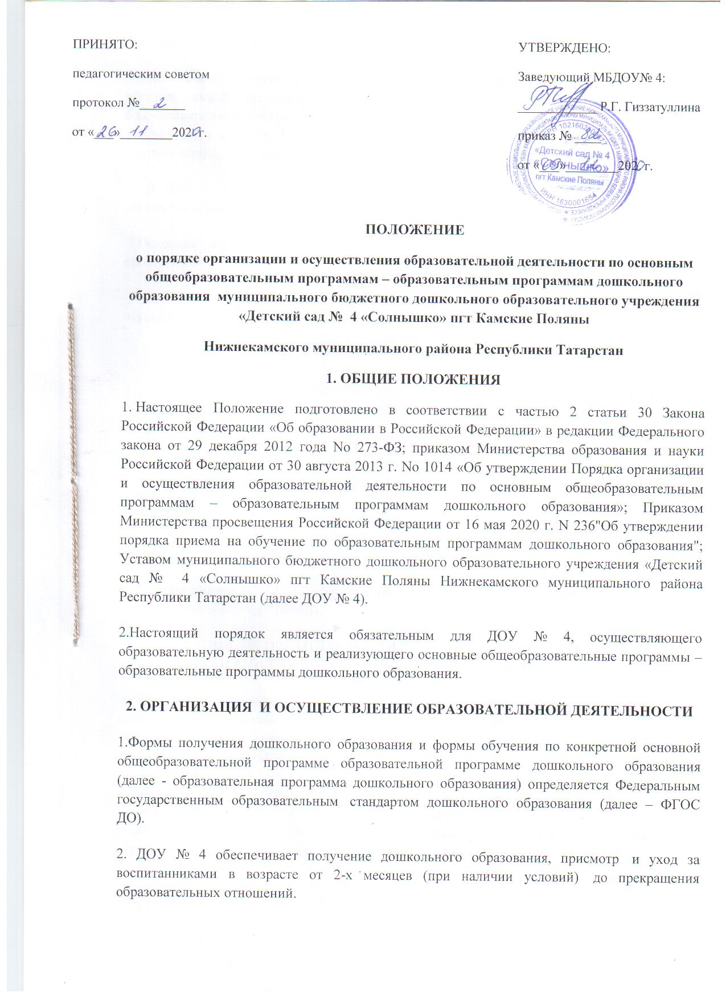 ПРИНЯТО:
педагогическим советом
протокол № 2
от «26» 11 2020 г.
УТВЕРЖДЕНО:
Заведующий МБДОУ№ 4:
Р.Г. Гиззатуллина
приказ № 82
от «09» 12 2020 г.
«Детский сад № 4
«Солнышко»
пгт Камские Поляны
ИНН 1630001654
ПОЛОЖЕНИЕ
о порядке организации и осуществления образовательной деятельности по основным
общеобразовательным программам – образовательным программам дошкольного
образования муниципального бюджетного дошкольного образовательного учреждения
«Детский сад № 4 «Солнышко» пгт Камские Поляны
Нижнекамского муниципального района Республики Татарстан
1. ОБЩИЕ ПОЛОЖЕНИЯ
1. Настоящее Положение подготовлено в соответствии с частью 2 статьи 30 Закона
Российской Федерации «Об образовании в Российской Федерации» в редакции Федерального
закона от 29 декабря 2012 года No 273-ФЗ; приказом Министерства образования и науки
Российской Федерации от 30 августа 2013 г. No 1014 «Об утверждении Порядка организации
и осуществления образовательной деятельности по основным общеобразовательным
программам – образовательным программам дошкольного образования»; Приказом
Министерства просвещения Российской Федерации от 16 мая 2020 г. N 236"Об утверждении
порядка приема на обучение по образовательным программам дошкольного образования";
Уставом муниципального бюджетного дошкольного образовательного учреждения «Детский
сад № 4 «Солнышко» пгт Камские Поляны Нижнекамского муниципального района
Республики Татарстан (далее ДОУ № 4).
2.Настоящий порядок является обязательным для ДОУ № 4, осуществляющего
образовательную деятельность и реализующего основные общеобразовательные программы –
образовательные программы дошкольного образования.
2. ОРГАНИЗАЦИЯ И ОСУЩЕСТВЛЕНИЕ ОБРАЗОВАТЕЛЬНОЙ ДЕЯТЕЛЬНОСТИ
1.Формы получения дошкольного образования и формы обучения по конкретной основной
общеобразовательной программе образовательной программе дошкольного образования
(далее - образовательная программа дошкольного образования) определяется Федеральным
государственным образовательным стандартом дошкольного образования (далее – ФГОС
ДО).
2. ДОУ № 4 обеспечивает получение дошкольного образования, присмотр и уход за
воспитанниками в возрасте от 2-х месяцев (при наличии условий) до прекращения
образовательных отношений.